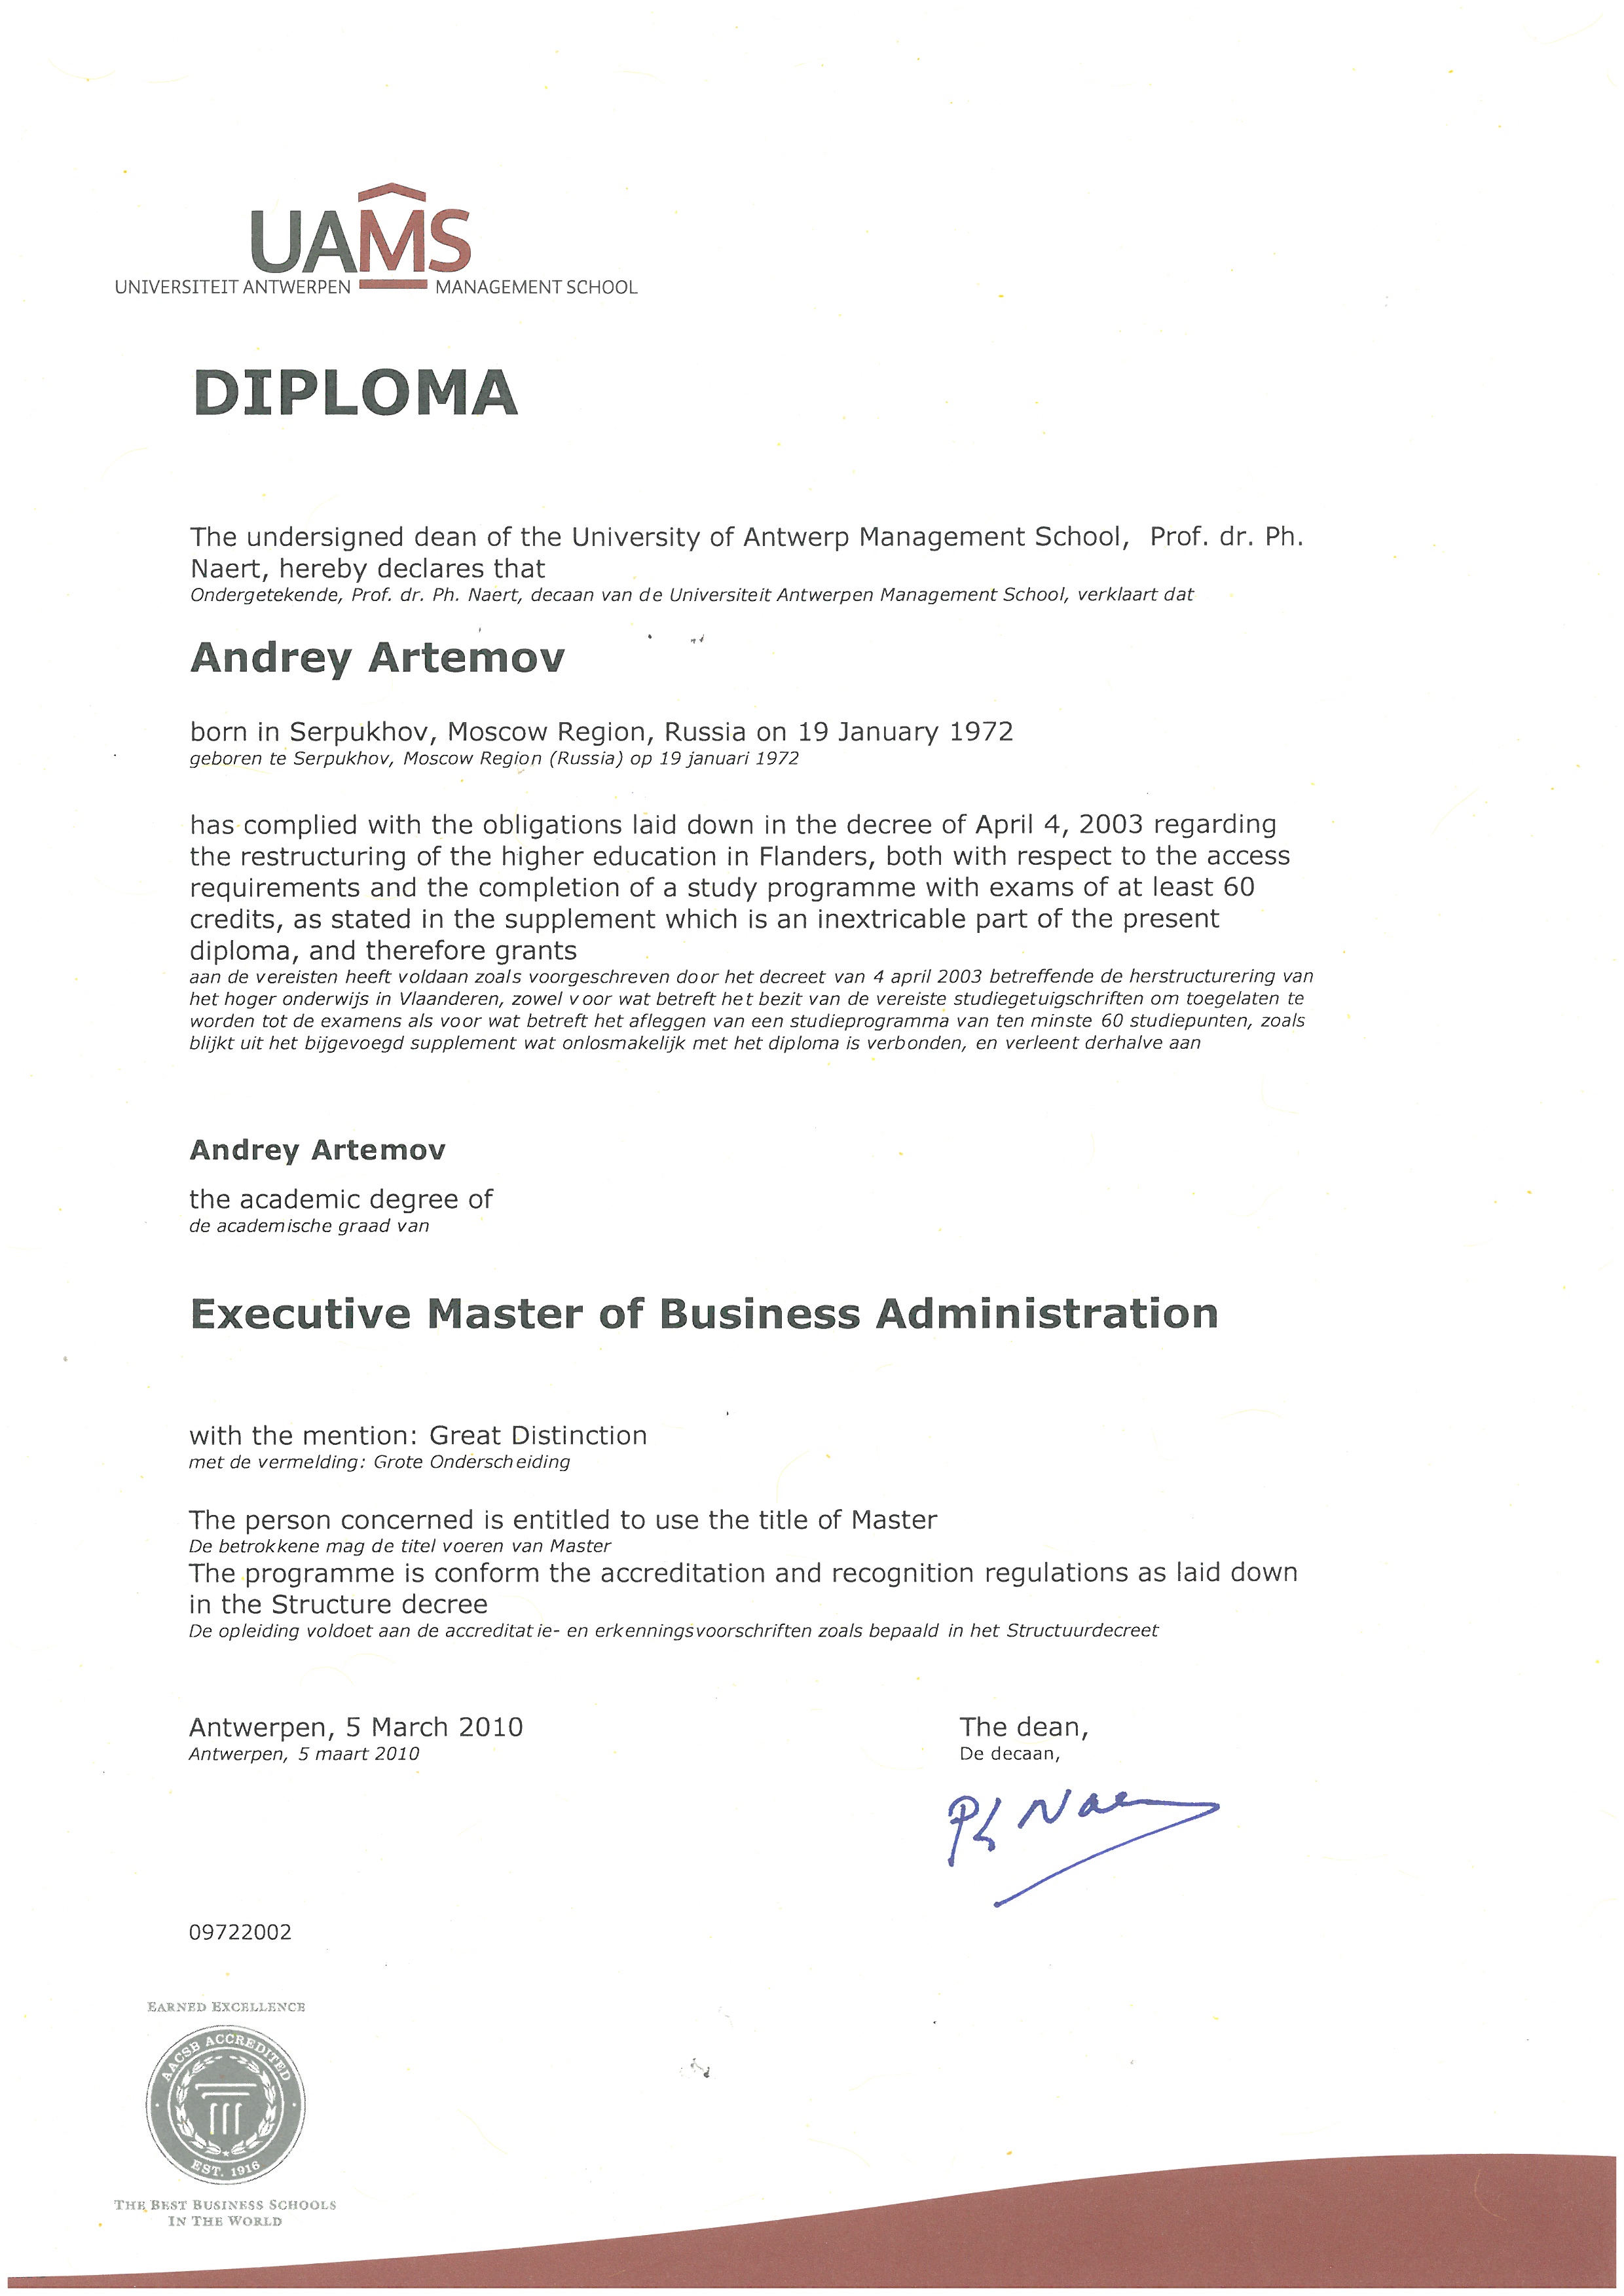 UAMS
UNIVERSITEIT ANTWERPEN MANAGEMENT SCHOOL
DIPLOMA
The undersigned dean of the University of Antwerp Management School, Prof. dr. Ph.
Naert, hereby declares that
Ondergetekende, Prof. dr. Ph. Naert, decaan van de Universiteit Antwerpen Management School, verklaart dat
Andrey Artemov
born in Serpukhov, Moscow Region, Russia on 19 January 1972
geboren te Serpukhov, Moscow Region (Russia) op 19 januari 1972
has complied with the obligations laid down in the decree of April 4, 2003 regarding
the restructuring of the higher education in Flanders, both with respect to the access
requirements and the completion of a study programme with exams of at least 60
credits, as stated in the supplement which is an inextricable part of the present
diploma, and therefore grants
aan de vereisten heeft voldaan zoals voorgeschreven door het decreet van 4 april 2003 betreffende de herstructurering van
het hoger onderwijs in Vlaanderen, zowel voor wat betreft het bezit van de vereiste studiegetuigschriften om toegelaten te
worden tot de examens als voor wat betreft het afleggen van een studieprogramma van ten minste 60 studiepunten, zoals
blijkt uit het bijgevoegd supplement wat onlosmakelijk met het diploma is verbonden, en verleent derhalve aan
Andrey Artemov
the academic degree of
de academische graad van
Executive Master of Business Administration
with the mention: Great Distinction
met de vermelding: Grote Onderscheiding
The person concerned is entitled to use the title of Master
De betrokkene mag de titel voeren van Master
The programme is conform the accreditation and recognition regulations as laid down
in the Structure decree
De opleiding voldoet aan de accreditatie- en erkenningsvoorschriften zoals bepaald in het Structuurdecreet
Antwerpen, 5 March 2010
Antwerpen, 5 maart 2010
The dean,
De decaan,
Ph Naer
09722002
EARNED EXCELLENCE
AACSB ACCREDITED
EST. 1916
THE BEST BUSINESS SCHOOLS
IN THE WORLD